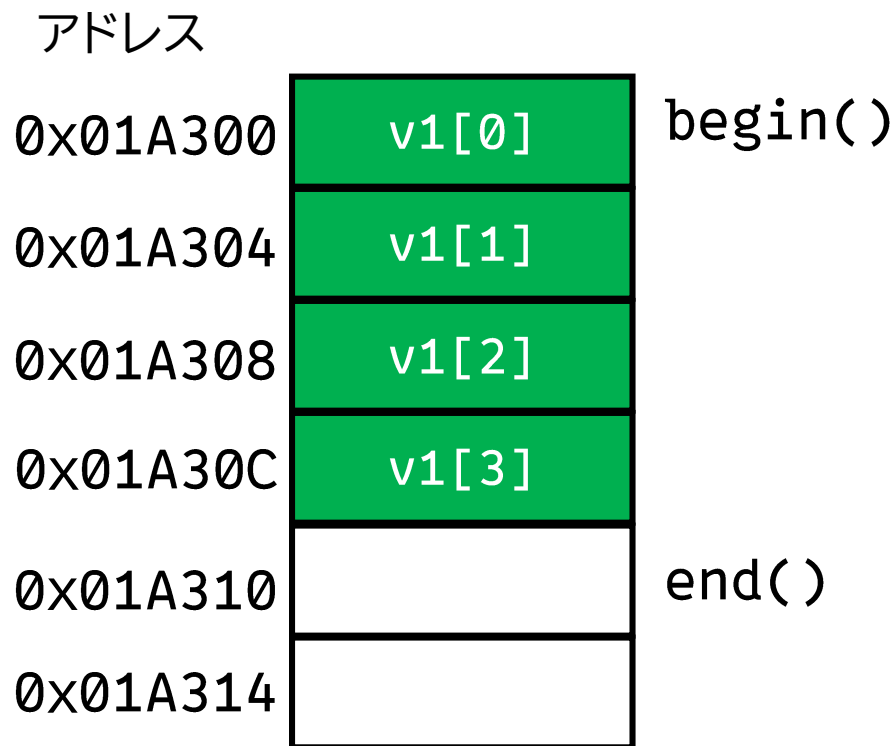 アドレス
0x01A300 v1[0] begin()
0x01A304 v1[1]
0x01A308 v1[2]
0x01A30C v1[3]
0x01A310 end()
0x01A314